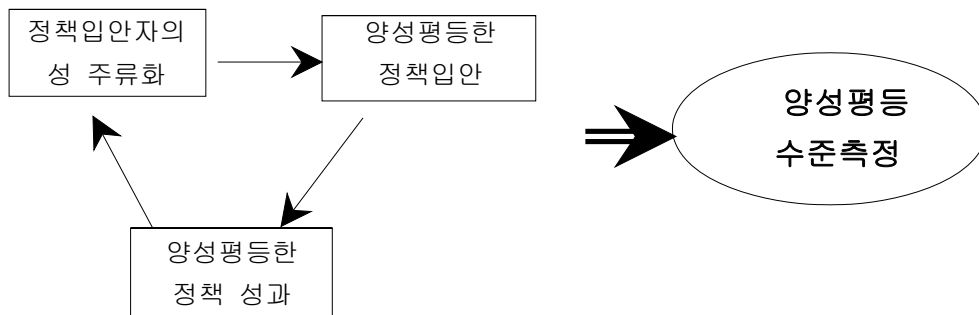 정책입안자의
성 주류화
양성평등한
정책입안
양성평등한
정책 성과
양성평등
수준측정